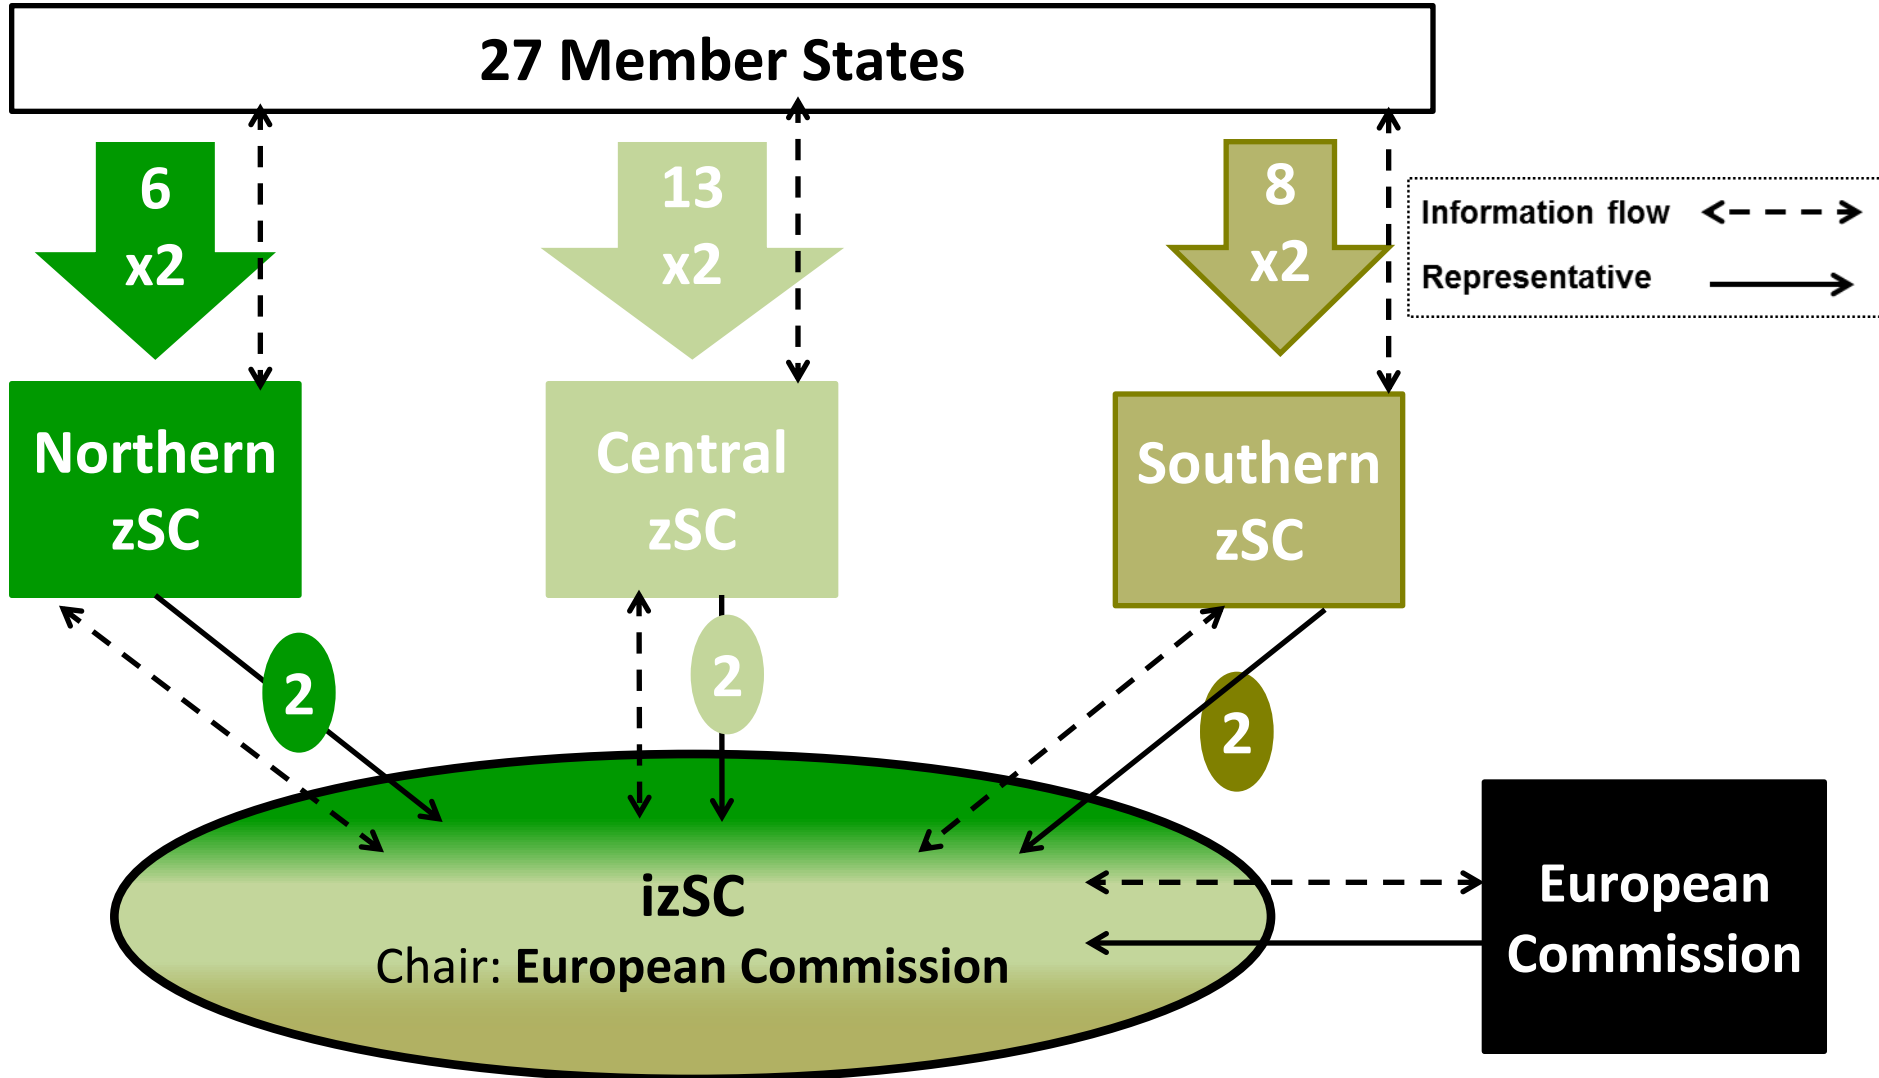 27 Member States
6
x2
13
x2
8
x2
Information flow
Representative
Northern
zSC
Central
zSC
Southern
zSC
2
2
2
izSC
Chair: European Commission
European
Commission